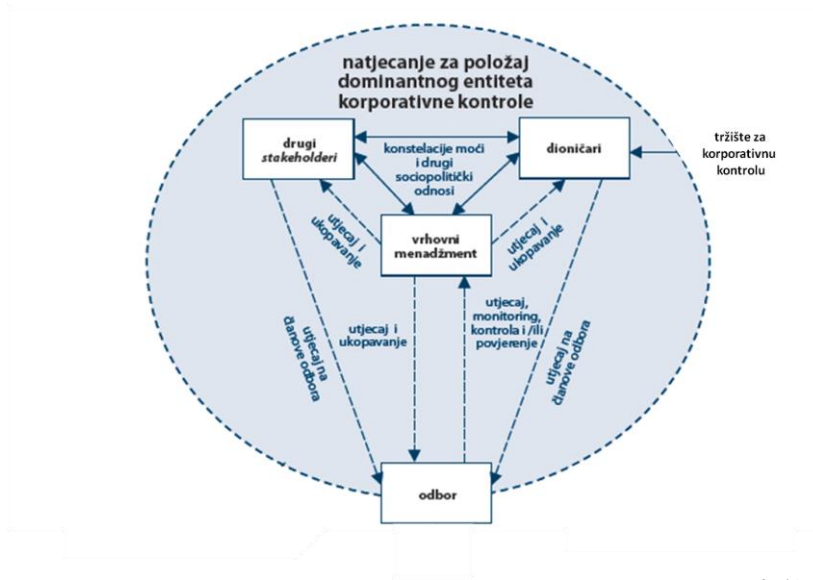 natjecanje za položaj
dominantnog entiteta
korporativne kontrole
drugi
stakeholderi
konstelacije moći
i drugi
sociopolitički
odnosi
dioničari
tržište za
korporativnu
kontrolu
utjecaj i
ukopavanje
vrhovni
menadžment
utjecaj i
ukopavanje
utjecaj na
članove odbora
utjecaj i
ukopavanje
utjecaj,
monitoring,
kontrola i /ili
povjerenje
utjecaj na
članove odbora
odbor